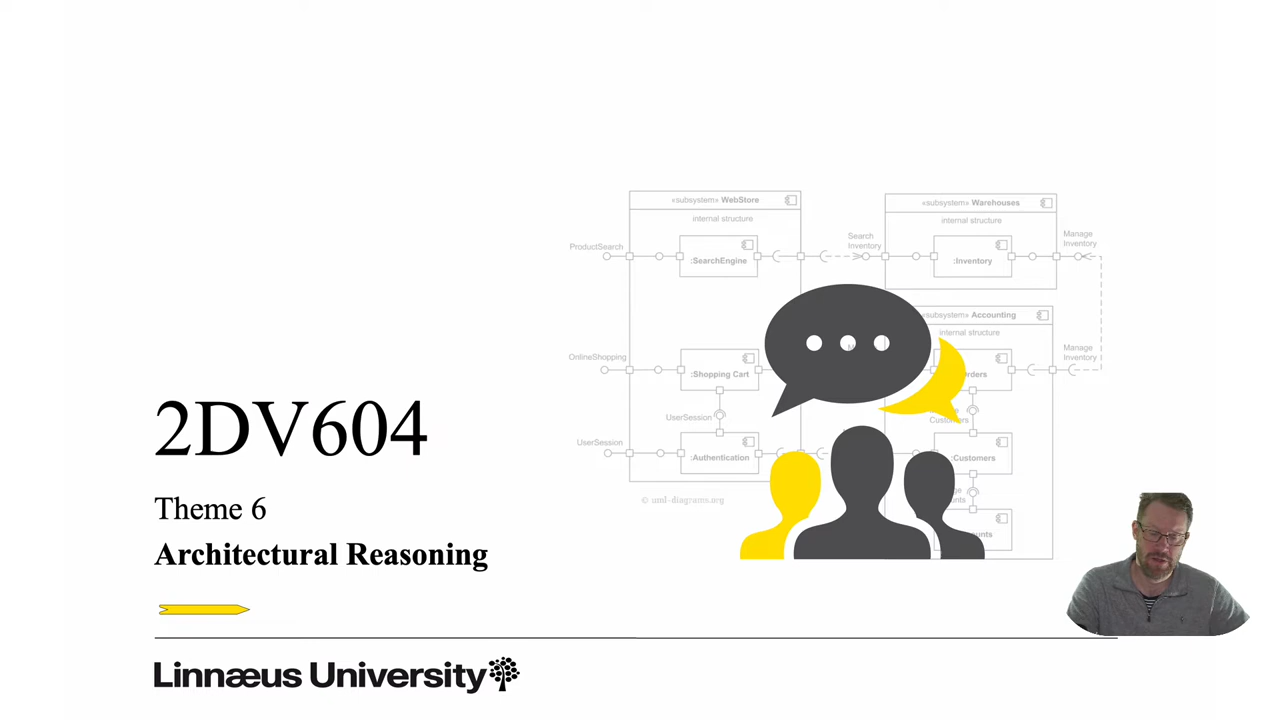 2DV604
Theme 6
Architectural Reasoning
Linnæus University
«subsystem» WebStore
internal structure
ProductSearch
:SearchEngine
Search
Inventory
OnlineShopping
:Shopping Cart
UserSession
UserSession
:Authentication
© uml-diagrams.org
«subsystem» Warehouses
internal structure
:Inventory
Manage
Inventory
«subsystem» Accounting
internal structure
Manage
Inventory
:Customers